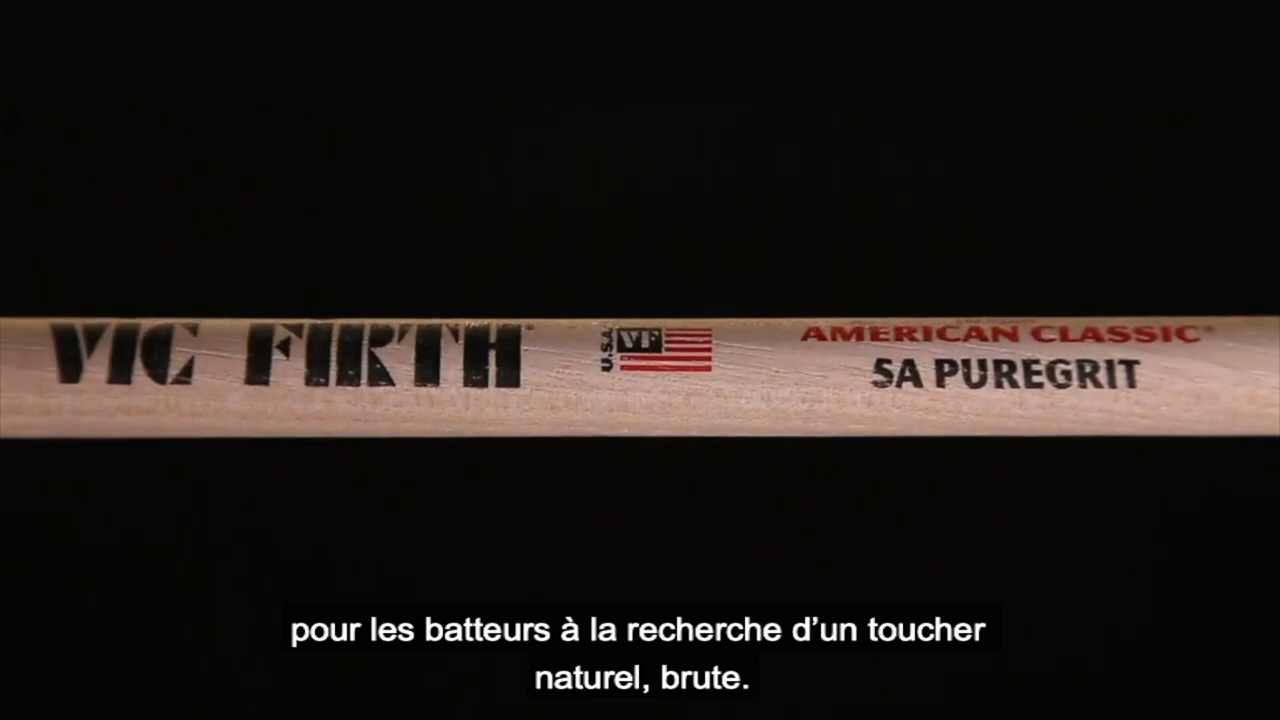 VIC FIRTH®
U.S.A.
VF
AMERICAN CLASSIC®
5A PUREGRIT
pour les batteurs à la recherche d’un toucher
naturel, brute.